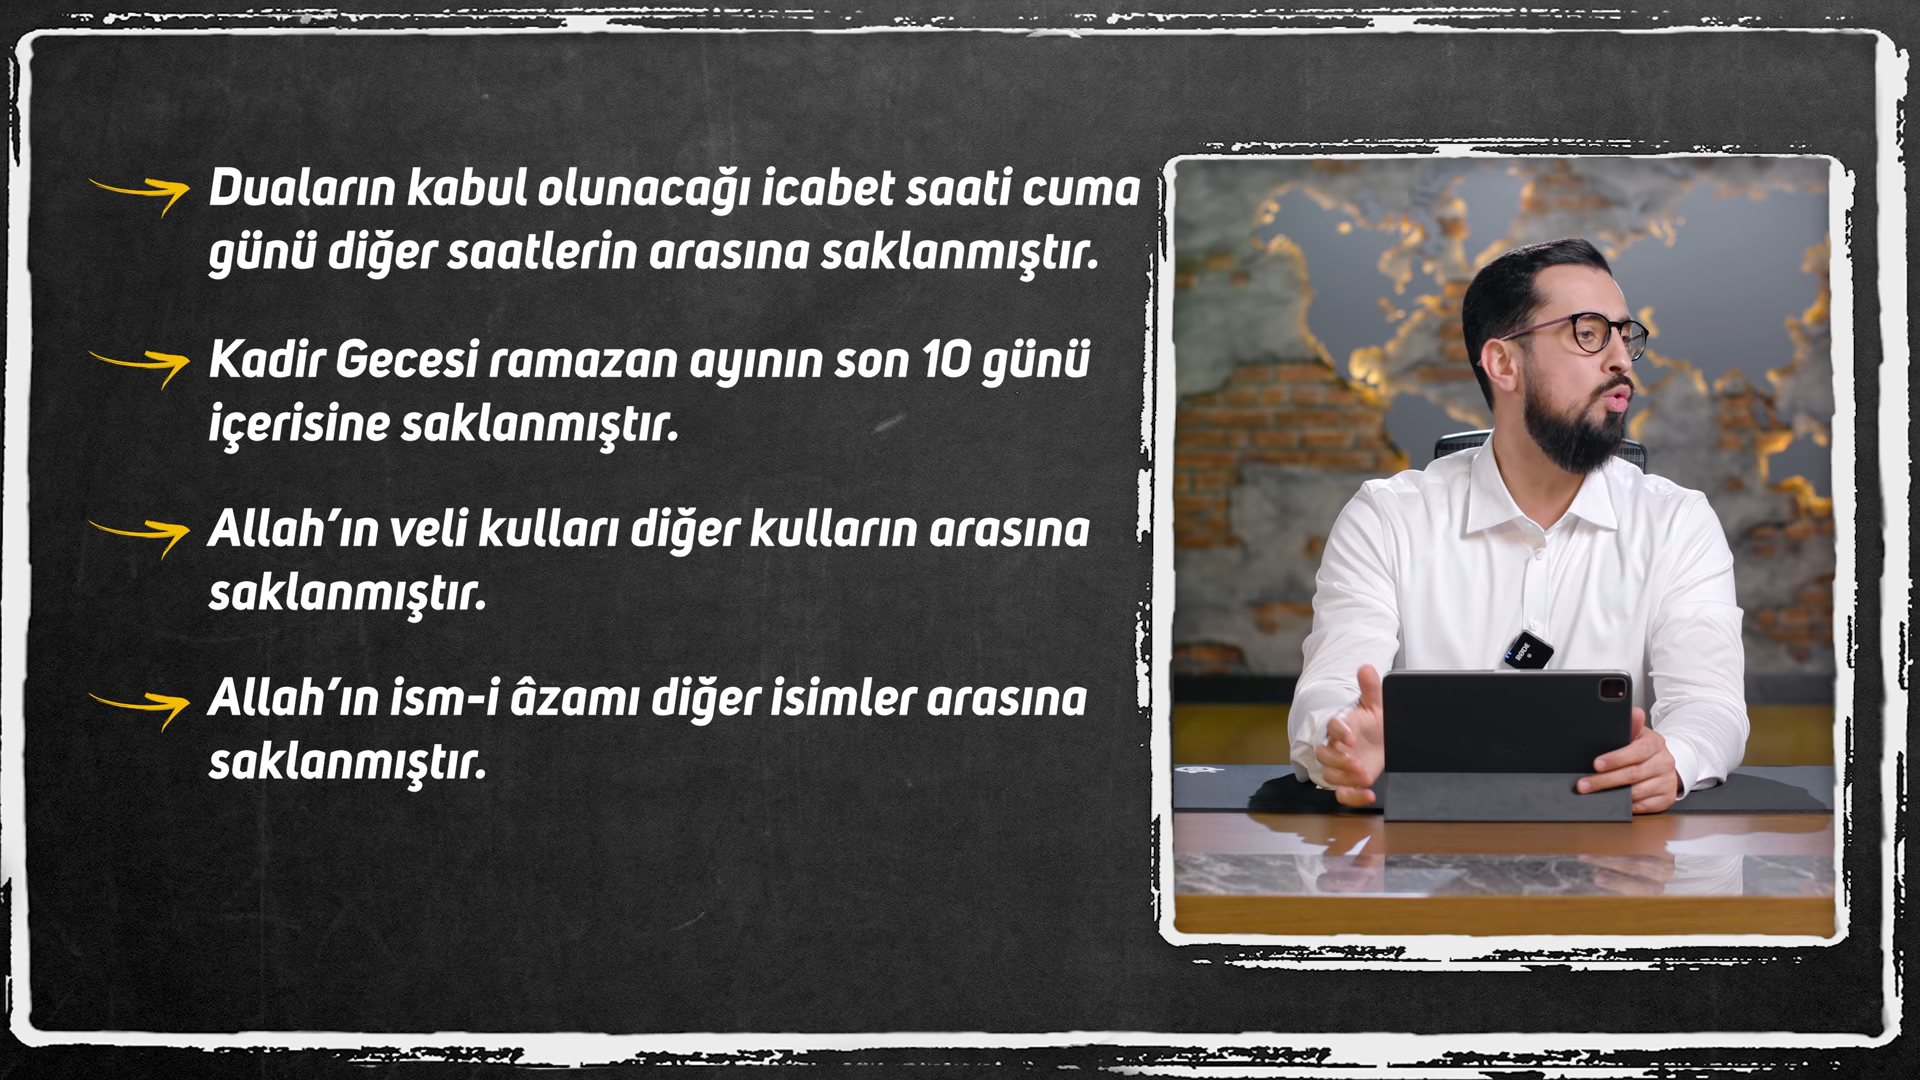 Duaların kabul olunacağı icabet saati cuma
günü diğer saatlerin arasına saklanmıştır.
Kadir Gecesi ramazan ayının son 10 günü
içerisine saklanmıştır.
Allah’ın veli kulları diğer kulların arasına
saklanmıştır.
Allah’ın ism-i âzamı diğer isimler arasına
saklanmıştır.
RØDE